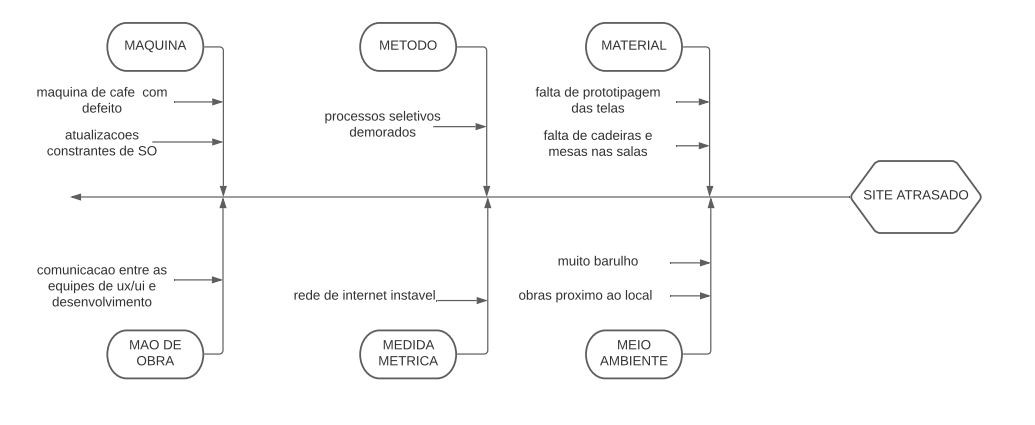 MAQUINA
METODO
MATERIAL
maquina de cafe com
defeito
atualizacoes
constrantes de SO
processos seletivos
demorados
falta de prototipagem
das telas
falta de cadeiras e
mesas nas salas
SITE ATRASADO
comunicacao entre as
equipes de ux/ui e
desenvolvimento
rede de internet instavel
muito barulho
obras proximo ao local
MAO DE
OBRA
MEDIDA
METRICA
MEIO
AMBIENTE